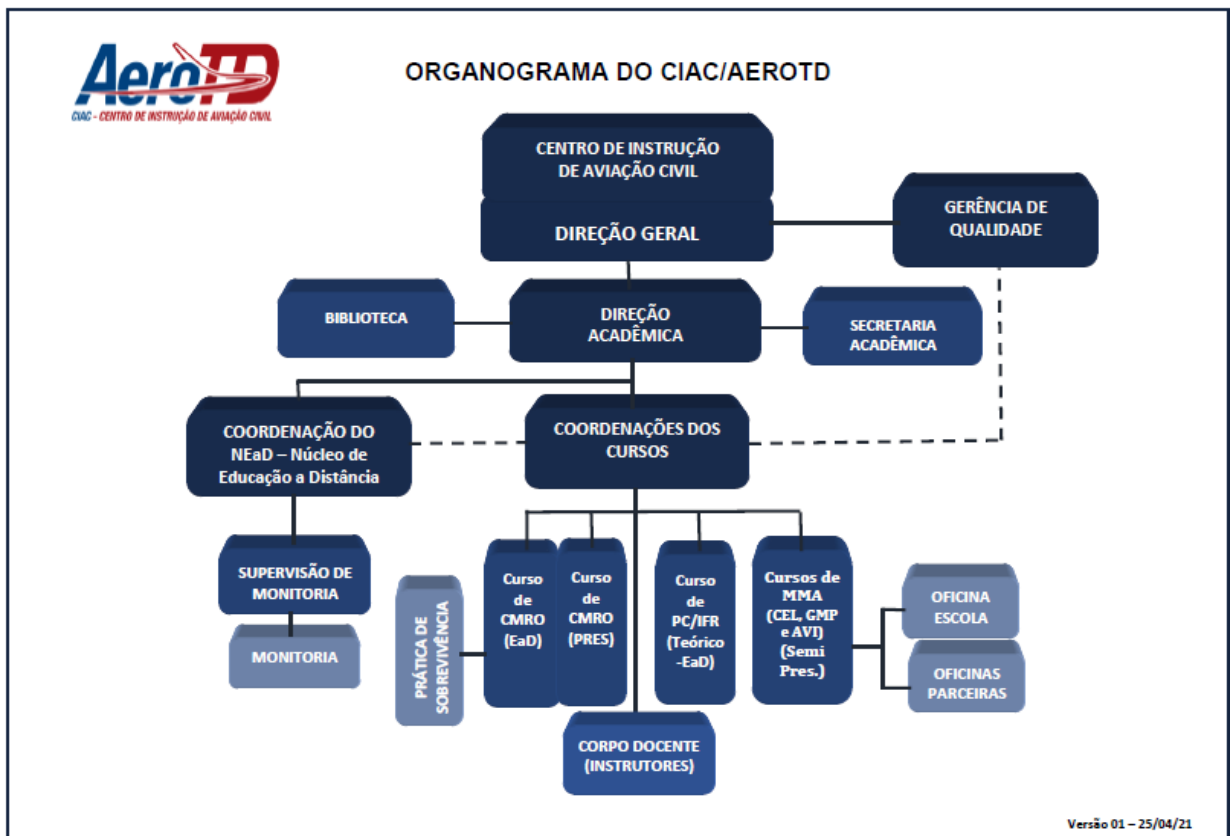 AeroTD
CIAC - CENTRO DE INSTRUÇÃO DE AVIAÇÃO CIVIL
ORGANOGRAMA DO CIAC/AEROTD
CENTRO DE INSTRUÇÃO
DE AVIAÇÃO CIVIL
DIREÇÃO GERAL
GERÊNCIA DE
QUALIDADE
BIBLIOTECA
DIREÇÃO
ACADÊMICA
SECRETARIA
ACADÊMICA
COORDENAÇÃO DO
NEaD – Núcleo de
Educação a Distância
COORDENAÇÕES DOS
CURSOS
SUPERVISÃO DE
MONITORIA
MONITORIA
PRÁTICA DE
SOBREVIVÊNCIA
Curso
de
CMRO
(EaD)
Curso
de
CMRO
(PRES)
Curso
de
PC/IFR
(Teórico
-EaD)
Cursos de
MMA
(CEL, GMP
e AVI)
(Semi
Pres.)
OFICINA
ESCOLA
OFICINAS
PARCEIRAS
CORPO DOCENTE
(INSTRUTORES)
Versão 01 – 25/04/21